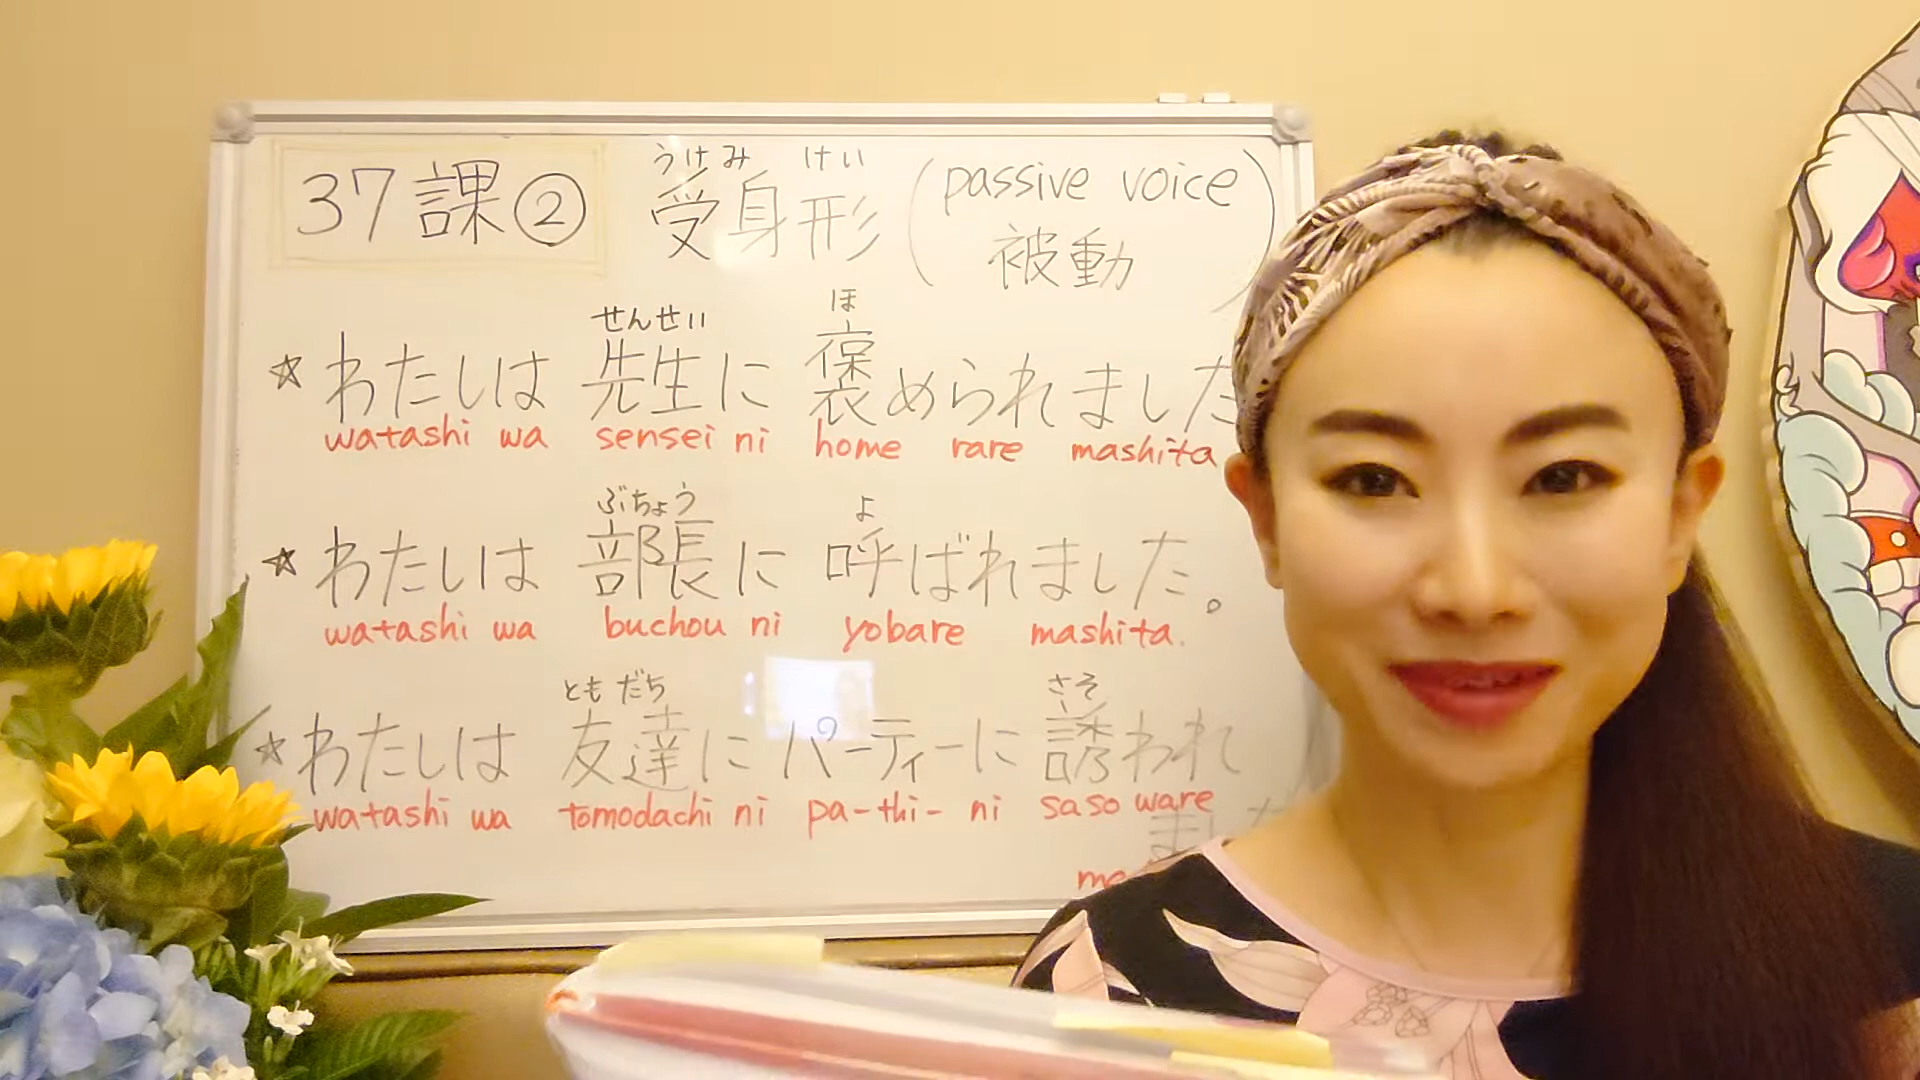 37課② 受身形 (passive voice
うけみ けい
被動)
せんせい ほ
☆ わたしは 先生に 褒められました
watashi wa sensei ni home rare mashita
ぶちょう よ
☆ わたしは 部長に 呼ばれました。
watashi wa buchou ni yobare mashita.
ともだち さそ
☆ わたしは 友達に パーティーに 誘われ
watashi wa tomodachi ni pa-thi- ni saso ware
ました